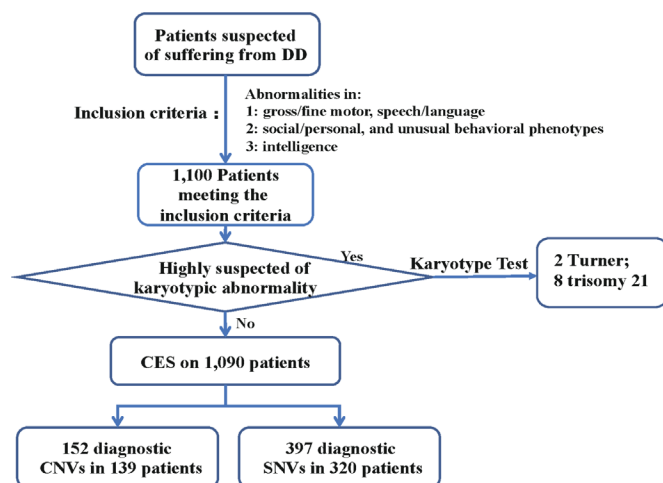 Patients suspected
of suffering from DD
Inclusion criteria：
Abnormalities in:
1: gross/fine motor, speech/language
2: social/personal, and unusual behavioral phenotypes
3: intelligence
1,100 Patients
meeting the
inclusion criteria
Highly suspected of
karyotypic abnormality
Yes
Karyotype Test
2 Turner;
8 trisomy 21
No
CES on 1,090 patients
152 diagnostic
CNVs in 139 patients
397 diagnostic
SNVs in 320 patients